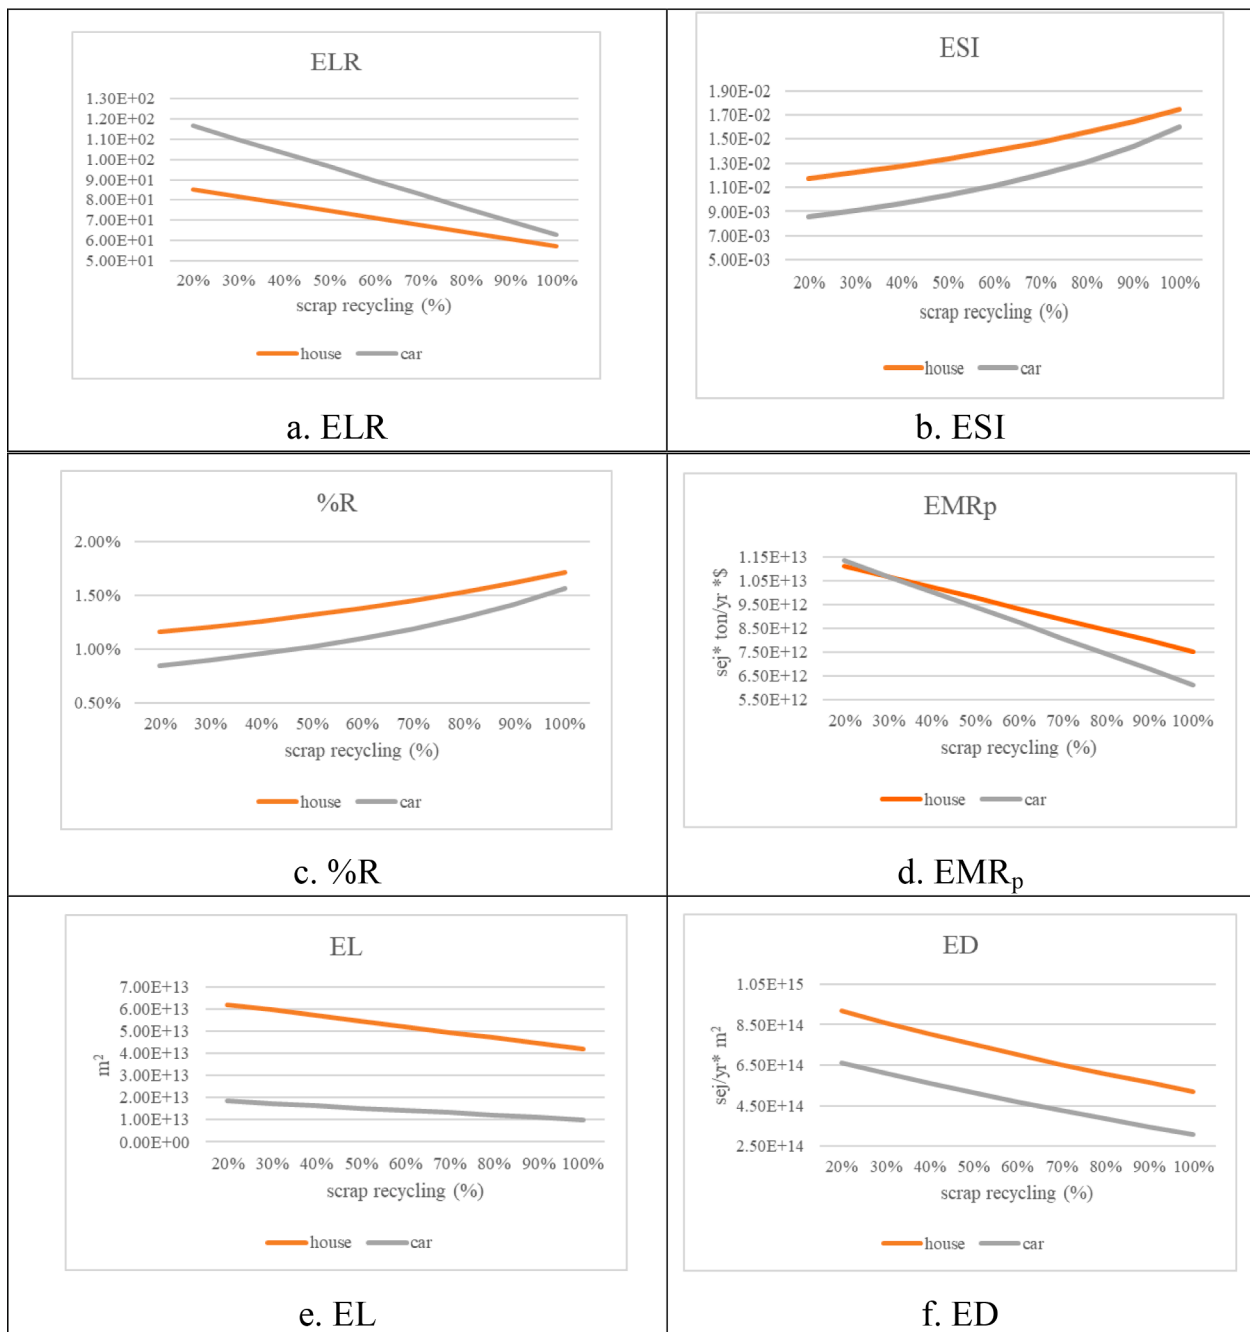 ELR
1.30E+02
1.20E+02
1.10E+02
1.00E+02
9.00E+01
8.00E+01
7.00E+01
6.00E+01
5.00E+01
20% 30% 40% 50% 60% 70% 80% 90% 100%
scrap recycling (%)
house car
a. ELR
ESI
1.90E-02
1.70E-02
1.50E-02
1.30E-02
1.10E-02
9.00E-03
7.00E-03
5.00E-03
20% 30% 40% 50% 60% 70% 80% 90% 100%
scrap recycling (%)
house car
b. ESI
%R
2.00%
1.50%
1.00%
0.50%
20% 30% 40% 50% 60% 70% 80% 90% 100%
scrap recycling (%)
house car
c. %R
EMRp
sej* ton/yr *$
1.15E+13
1.05E+13
9.50E+12
8.50E+12
7.50E+12
6.50E+12
5.50E+12
20% 30% 40% 50% 60% 70% 80% 90% 100%
scrap recycling (%)
house car
d. EMRp
EL
m²
7.00E+13
6.00E+13
5.00E+13
4.00E+13
3.00E+13
2.00E+13
1.00E+13
0.00E+00
20% 30% 40% 50% 60% 70% 80% 90% 100%
scrap recycling (%)
house car
e. EL
ED
sej/yr* m²
1.05E+15
8.50E+14
6.50E+14
4.50E+14
2.50E+14
20% 30% 40% 50% 60% 70% 80% 90% 100%
scrap recycling (%)
house car
f. ED